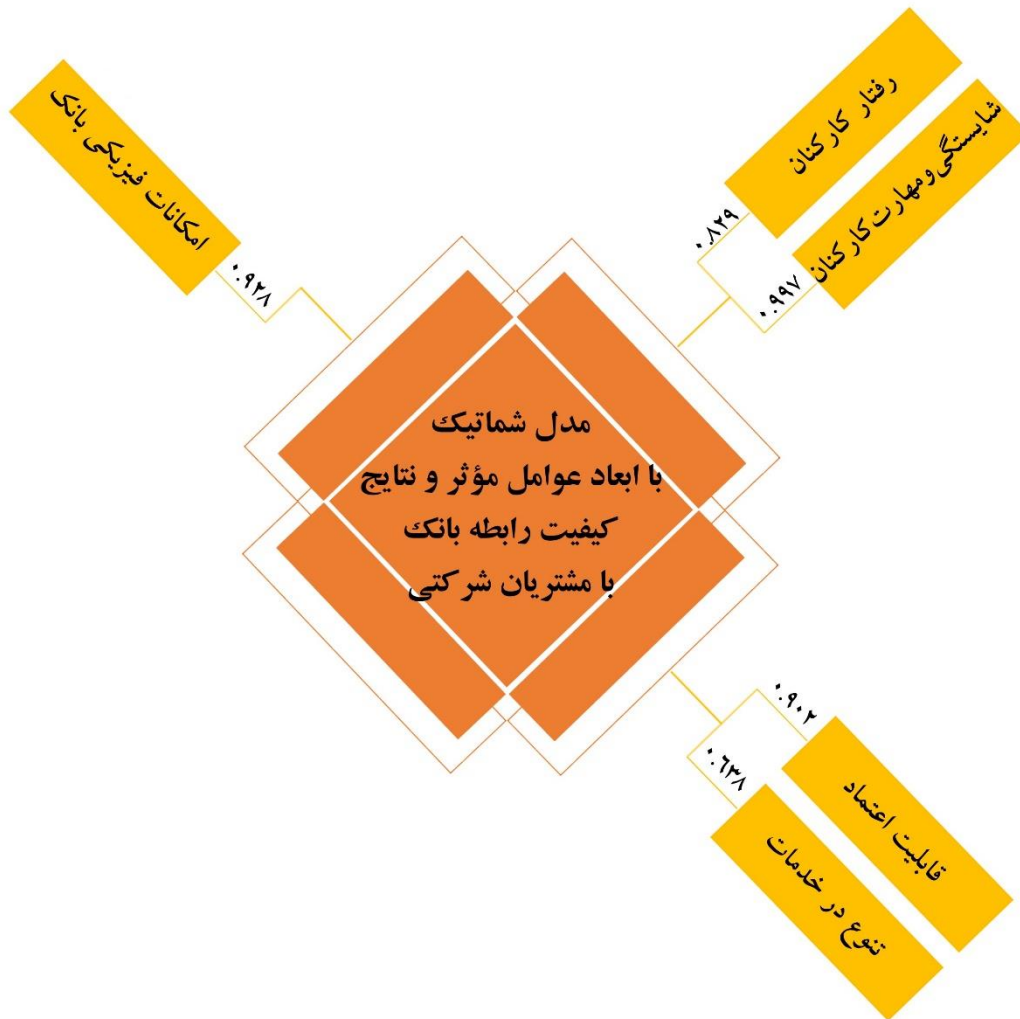 رفتار کارکنان
شایستگی و مهارت کارکنان
۰.۸۲۹
۰.۹۹۷
امکانات فیزیکی بانک
۰.۹۲۸
مدل شماتیک
با ابعاد عوامل مؤثر و نتایج
کیفیت رابطه بانک
با مشتریان شرکتی
۰.۹۰۲
۰.۶۳۸
قابلیت اعتماد
تنوع در خدمات